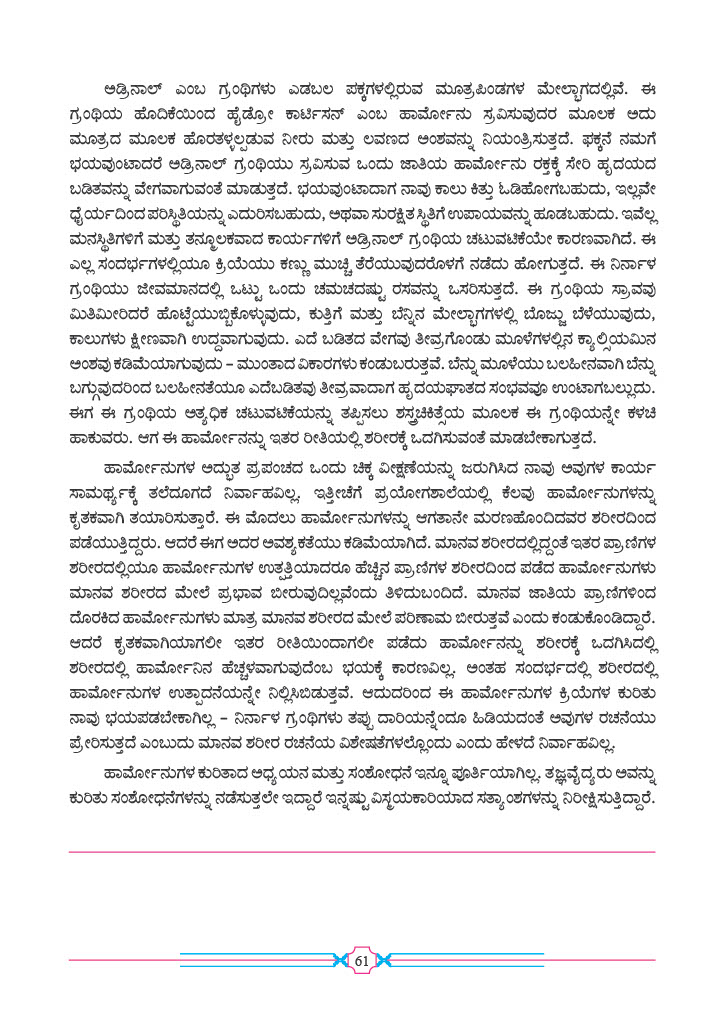 ಅಡ್ರಿನಾಲ್ ಎಂಬ ಗ್ರಂಥಿಗಳು ಎಡಬಲ ಪಕ್ಕಗಳಲ್ಲಿರುವ ಮೂತ್ರಪಿಂಡಗಳ ಮೇಲ್ಭಾಗದಲ್ಲಿವೆ. ಈ
ಗ್ರಂಥಿಯ ಹೊದಿಕೆಯಿಂದ ಹೈಡ್ರೋ ಕಾರ್ಟಿಸನ್ ಎಂಬ ಹಾರ್ಮೋನು ಸ್ರವಿಸುವುದರ ಮೂಲಕ ಅದು
ಮೂತ್ರದ ಮೂಲಕ ಹೊರತಳ್ಳಲ್ಪಡುವ ನೀರು ಮತ್ತು ಲವಣದ ಅಂಶವನ್ನು ನಿಯಂತ್ರಿಸುತ್ತದೆ. ಫಕ್ಕನೆ ನಮಗೆ
ಭಯವುಂಟಾದರೆ ಅಡ್ರಿನಾಲ್ ಗ್ರಂಥಿಯು ಸ್ರವಿಸುವ ಒಂದು ಜಾತಿಯ ಹಾರ್ಮೋನು ರಕ್ತಕ್ಕೆ ಸೇರಿ ಹೃದಯದ
ಬಡಿತವನ್ನು ವೇಗವಾಗುವಂತೆ ಮಾಡುತ್ತದೆ. ಭಯವುಂಟಾದಾಗ ನಾವು ಕಾಲು ಕಿತ್ತು ಓಡಿಹೋಗಬಹುದು, ಇಲ್ಲವೇ
ಧೈರ್ಯದಿಂದ ಪರಿಸ್ಥಿತಿಯನ್ನು ಎದುರಿಸಬಹುದು, ಅಥವಾ ಸುರಕ್ಷಿತ ಸ್ಥಿತಿಗೆ ಉಪಾಯವನ್ನು ಹೂಡಬಹುದು. ಇವೆಲ್ಲ
ಮನಸ್ಥಿತಿಗಳಿಗೆ ಮತ್ತು ತನ್ಮೂಲಕವಾದ ಕಾರ್ಯಗಳಿಗೆ ಅಡ್ರಿನಾಲ್ ಗ್ರಂಥಿಯ ಚಟುವಟಿಕೆಯೇ ಕಾರಣವಾಗಿದೆ. ಈ
ಎಲ್ಲ ಸಂದರ್ಭಗಳಲ್ಲಿಯೂ ಕ್ರಿಯೆಯು ಕಣ್ಣು ಮುಚ್ಚಿ ತೆರೆಯುವುದರೊಳಗೆ ನಡೆದು ಹೋಗುತ್ತದೆ. ಈ ನಿರ್ನಾಳ
ಗ್ರಂಥಿಯು ಜೀವಮಾನದಲ್ಲಿ ಒಟ್ಟು ಒಂದು ಚಮಚದಷ್ಟು ರಸವನ್ನು ಒಸರಿಸುತ್ತದೆ. ಈ ಗ್ರಂಥಿಯ ಸ್ರಾವವು
ಮಿತಿಮೀರಿದರೆ ಹೊಟ್ಟೆಯುಬ್ಬಿಕೊಳ್ಳುವುದು, ಕುತ್ತಿಗೆ ಮತ್ತು ಬೆನ್ನಿನ ಮೇಲ್ಭಾಗಗಳಲ್ಲಿ ಬೊಜ್ಜು ಬೆಳೆಯುವುದು,
ಕಾಲುಗಳು ಕ್ಷೀಣವಾಗಿ ಉದ್ದವಾಗುವುದು. ಎದೆ ಬಡಿತದ ವೇಗವು ತೀವ್ರಗೊಂಡು ಮೂಳೆಗಳಲ್ಲಿನ ಕ್ಯಾಲ್ಸಿಯಮಿನ
ಅಂಶವು ಕಡಿಮೆಯಾಗುವುದು – ಮುಂತಾದ ವಿಕಾರಗಳು ಕಂಡುಬರುತ್ತವೆ. ಬೆನ್ನು ಮೂಳೆಯು ಬಲಹೀನವಾಗಿ ಬೆನ್ನು
ಬಗ್ಗುವುದರಿಂದ ಬಲಹೀನತೆಯೂ ಎದೆಬಡಿತವು ತೀವ್ರವಾದಾಗ ಹೃದಯಘಾತದ ಸಂಭವವೂ ಉಂಟಾಗಬಲ್ಲುದು.
ಈಗ ಈ ಗ್ರಂಥಿಯ ಅತ್ಯಧಿಕ ಚಟುವಟಿಕೆಯನ್ನು ತಪ್ಪಿಸಲು ಶಸ್ತ್ರಚಿಕಿತ್ಸೆಯ ಮೂಲಕ ಈ ಗ್ರಂಥಿಯನ್ನೇ ಕಳಚಿ
ಹಾಕುವರು. ಆಗ ಈ ಹಾರ್ಮೋನನ್ನು ಇತರ ರೀತಿಯಲ್ಲಿ ಶರೀರಕ್ಕೆ ಒದಗಿಸುವಂತೆ ಮಾಡಬೇಕಾಗುತ್ತದೆ.
ಹಾರ್ಮೋನುಗಳ ಅದ್ಭುತ ಪ್ರಪಂಚದ ಒಂದು ಚಿಕ್ಕ ವೀಕ್ಷಣೆಯನ್ನು ಜರುಗಿಸಿದ ನಾವು ಅವುಗಳ ಕಾರ್ಯ
ಸಾಮರ್ಥ್ಯಕ್ಕೆ ತಲೆದೂಗದೆ ನಿರ್ವಾಹವಿಲ್ಲ. ಇತ್ತೀಚೆಗೆ ಪ್ರಯೋಗಶಾಲೆಯಲ್ಲಿ ಕೆಲವು ಹಾರ್ಮೋನುಗಳನ್ನು
ಕೃತಕವಾಗಿ ತಯಾರಿಸುತ್ತಾರೆ. ಈ ಮೊದಲು ಹಾರ್ಮೋನುಗಳನ್ನು ಆಗತಾನೇ ಮರಣಹೊಂದಿದವರ ಶರೀರದಿಂದ
ಪಡೆಯುತ್ತಿದ್ದರು. ಆದರೆ ಈಗ ಅದರ ಅವಶ್ಯಕತೆಯು ಕಡಿಮೆಯಾಗಿದೆ. ಮಾನವ ಶರೀರದಲ್ಲಿದ್ದಂತೆ ಇತರ ಪ್ರಾಣಿಗಳ
ಶರೀರದಲ್ಲಿಯೂ ಹಾರ್ಮೋನುಗಳ ಉತ್ಪತ್ತಿಯಾದರೂ ಹೆಚ್ಚಿನ ಪ್ರಾಣಿಗಳ ಶರೀರದಿಂದ ಪಡೆದ ಹಾರ್ಮೋನುಗಳು
ಮಾನವ ಶರೀರದ ಮೇಲೆ ಪ್ರಭಾವ ಬೀರುವುದಿಲ್ಲವೆಂದು ತಿಳಿದುಬಂದಿದೆ. ಮಾನವ ಜಾತಿಯ ಪ್ರಾಣಿಗಳಿಂದ
ದೊರಕಿದ ಹಾರ್ಮೋನುಗಳು ಮಾತ್ರ ಮಾನವ ಶರೀರದ ಮೇಲೆ ಪರಿಣಾಮ ಬೀರುತ್ತವೆ ಎಂದು ಕಂಡುಕೊಂಡಿದ್ದಾರೆ.
ಆದರೆ ಕೃತಕವಾಗಿಯಾಗಲೀ ಇತರ ರೀತಿಯಿಂದಾಗಲೀ ಪಡೆದು ಹಾರ್ಮೋನನ್ನು ಶರೀರಕ್ಕೆ ಒದಗಿಸಿದಲ್ಲಿ
ಶರೀರದಲ್ಲಿ ಹಾರ್ಮೋನಿನ ಹೆಚ್ಚಳವಾಗುವುದೆಂಬ ಭಯಕ್ಕೆ ಕಾರಣವಿಲ್ಲ. ಅಂತಹ ಸಂದರ್ಭದಲ್ಲಿ ಶರೀರದಲ್ಲಿ
ಹಾರ್ಮೋನುಗಳ ಉತ್ಪಾದನೆಯನ್ನೇ ನಿಲ್ಲಿಸಿಬಿಡುತ್ತವೆ. ಆದುದರಿಂದ ಈ ಹಾರ್ಮೋನುಗಳ ಕ್ರಿಯೆಗಳ ಕುರಿತು
ನಾವು ಭಯಪಡಬೇಕಾಗಿಲ್ಲ – ನಿರ್ನಾಳ ಗ್ರಂಥಿಗಳು ತಪ್ಪು ದಾರಿಯನ್ನೆಂದೂ ಹಿಡಿಯದಂತೆ ಅವುಗಳ ರಚನೆಯು
ಪ್ರೇರಿಸುತ್ತದೆ ಎಂಬುದು ಮಾನವ ಶರೀರ ರಚನೆಯ ವಿಶೇಷತೆಗಳಲ್ಲೊಂದು ಎಂದು ಹೇಳದೆ ನಿರ್ವಾಹವಿಲ್ಲ.
ಹಾರ್ಮೋನುಗಳ ಕುರಿತಾದ ಅಧ್ಯಯನ ಮತ್ತು ಸಂಶೋಧನೆ ಇನ್ನೂ ಪೂರ್ತಿಯಾಗಿಲ್ಲ. ತಜ್ಞವೈದ್ಯರು ಅವನ್ನು
ಕುರಿತು ಸಂಶೋಧನೆಗಳನ್ನು ನಡೆಸುತ್ತಲೇ ಇದ್ದಾರೆ ಇನ್ನಷ್ಟು ವಿಸ್ಮಯಕಾರಿಯಾದ ಸತ್ಯಾಂಶಗಳನ್ನು ನಿರೀಕ್ಷಿಸುತ್ತಿದ್ದಾರೆ.
61